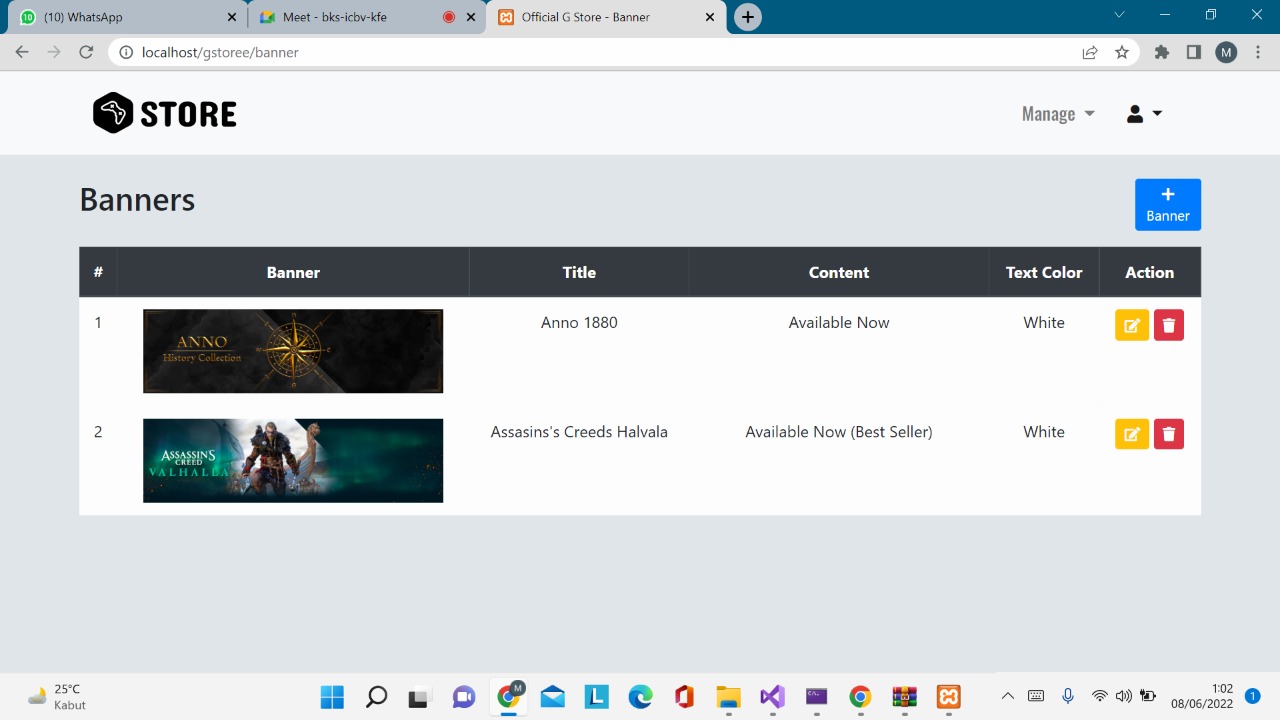 (10) WhatsApp
Meet - bks-icbv-kfe
Official G Store - Banner
localhost/gstoree/banner
M
STORE
Manage
Banners
Banner
# Banner Title Content Text Color Action
1 Anno 1880 Available Now White
ANNO
History Collection
2 Assasins's Creeds Halvala Available Now (Best Seller) White
ASSASSIN'S
CREED
VALHALLA
25°C
Kabut
1:02
08/06/2022
1